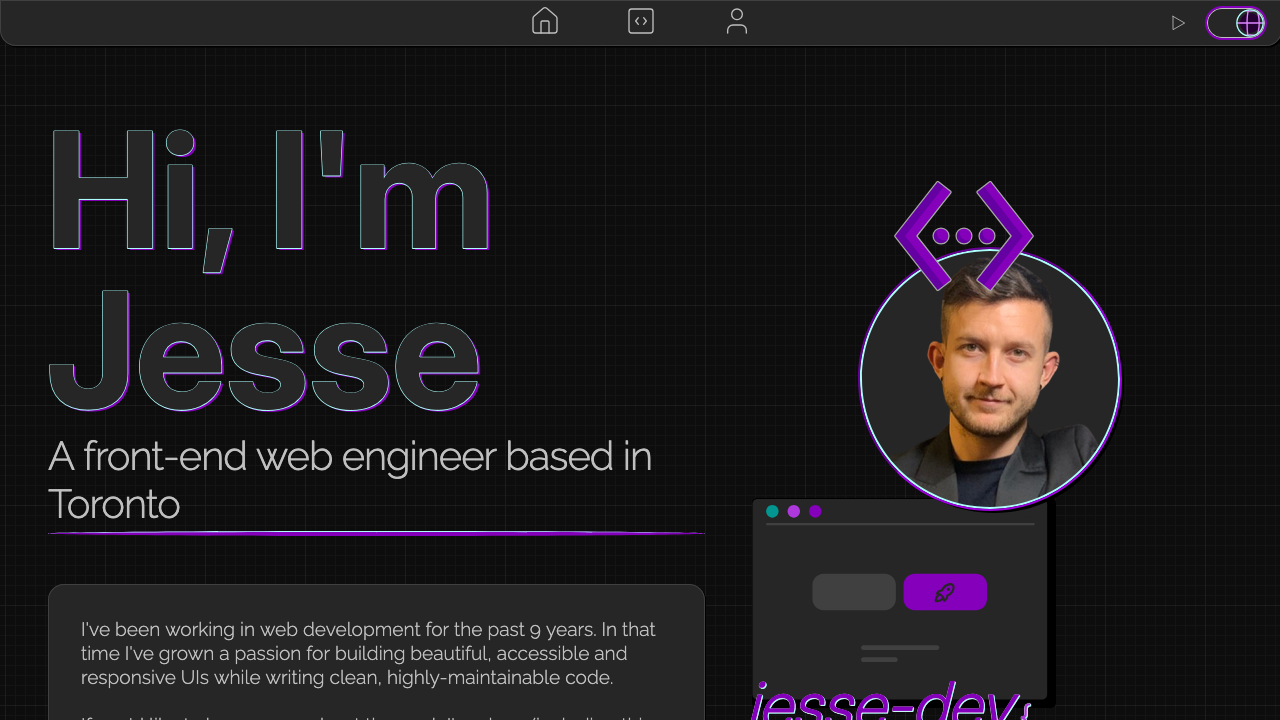 Hi, I'm
Jesse
A front-end web engineer based in
Toronto
I've been working in web development for the past 9 years. In that
time I've grown a passion for building beautiful, accessible and
responsive UIs while writing clean, highly-maintainable code.
jesse-dev {